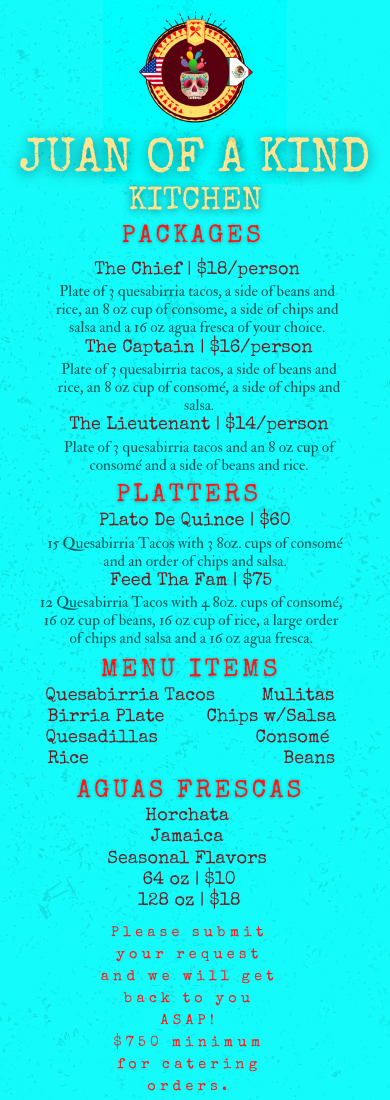 JUAN OF A KIND
KITCHEN
PACKAGES
The Chief | $18/person
Plate of 3 quesabirria tacos, a side of beans and
rice, an 8 oz cup of consome, a side of chips and
salsa and a 16 oz agua fresca of your choice.
The Captain | $16/person
Plate of 3 quesabirria tacos, a side of beans and
rice, an 8 oz cup of consomé, a side of chips and
salsa.
The Lieutenant | $14/person
Plate of 3 quesabirria tacos and an 8 oz cup of
consomé and a side of beans and rice.
PLATTERS
Plato De Quince | $60
15 Quesabirria Tacos with 3 8oz. cups of consomé
and an order of chips and salsa.
Feed Tha Fam | $75
12 Quesabirria Tacos with 4 8oz. cups of consomé,
16 oz cup of beans, 16 oz cup of rice, a large order
of chips and salsa and a 16 oz agua fresca.
MENU ITEMS
Quesabirria Tacos Mulitas
Birria Plate Chips w/Salsa
Quesadillas Consomé
Rice Beans
AGUAS FRESCAS
Horchata
Jamaica
Seasonal Flavors
64 oz | $10
128 oz | $18
Please submit
your request
and we will get
back to you
ASAP!
$750 minimum
for catering
orders.